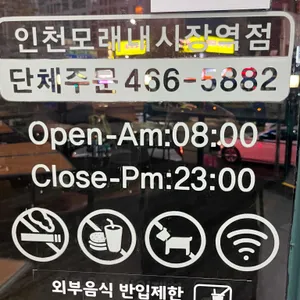 인천모래내시장역점
단체주문 466-5882
Open-Am:08:00
Close-Pm:23:00
외부음식 반입제한